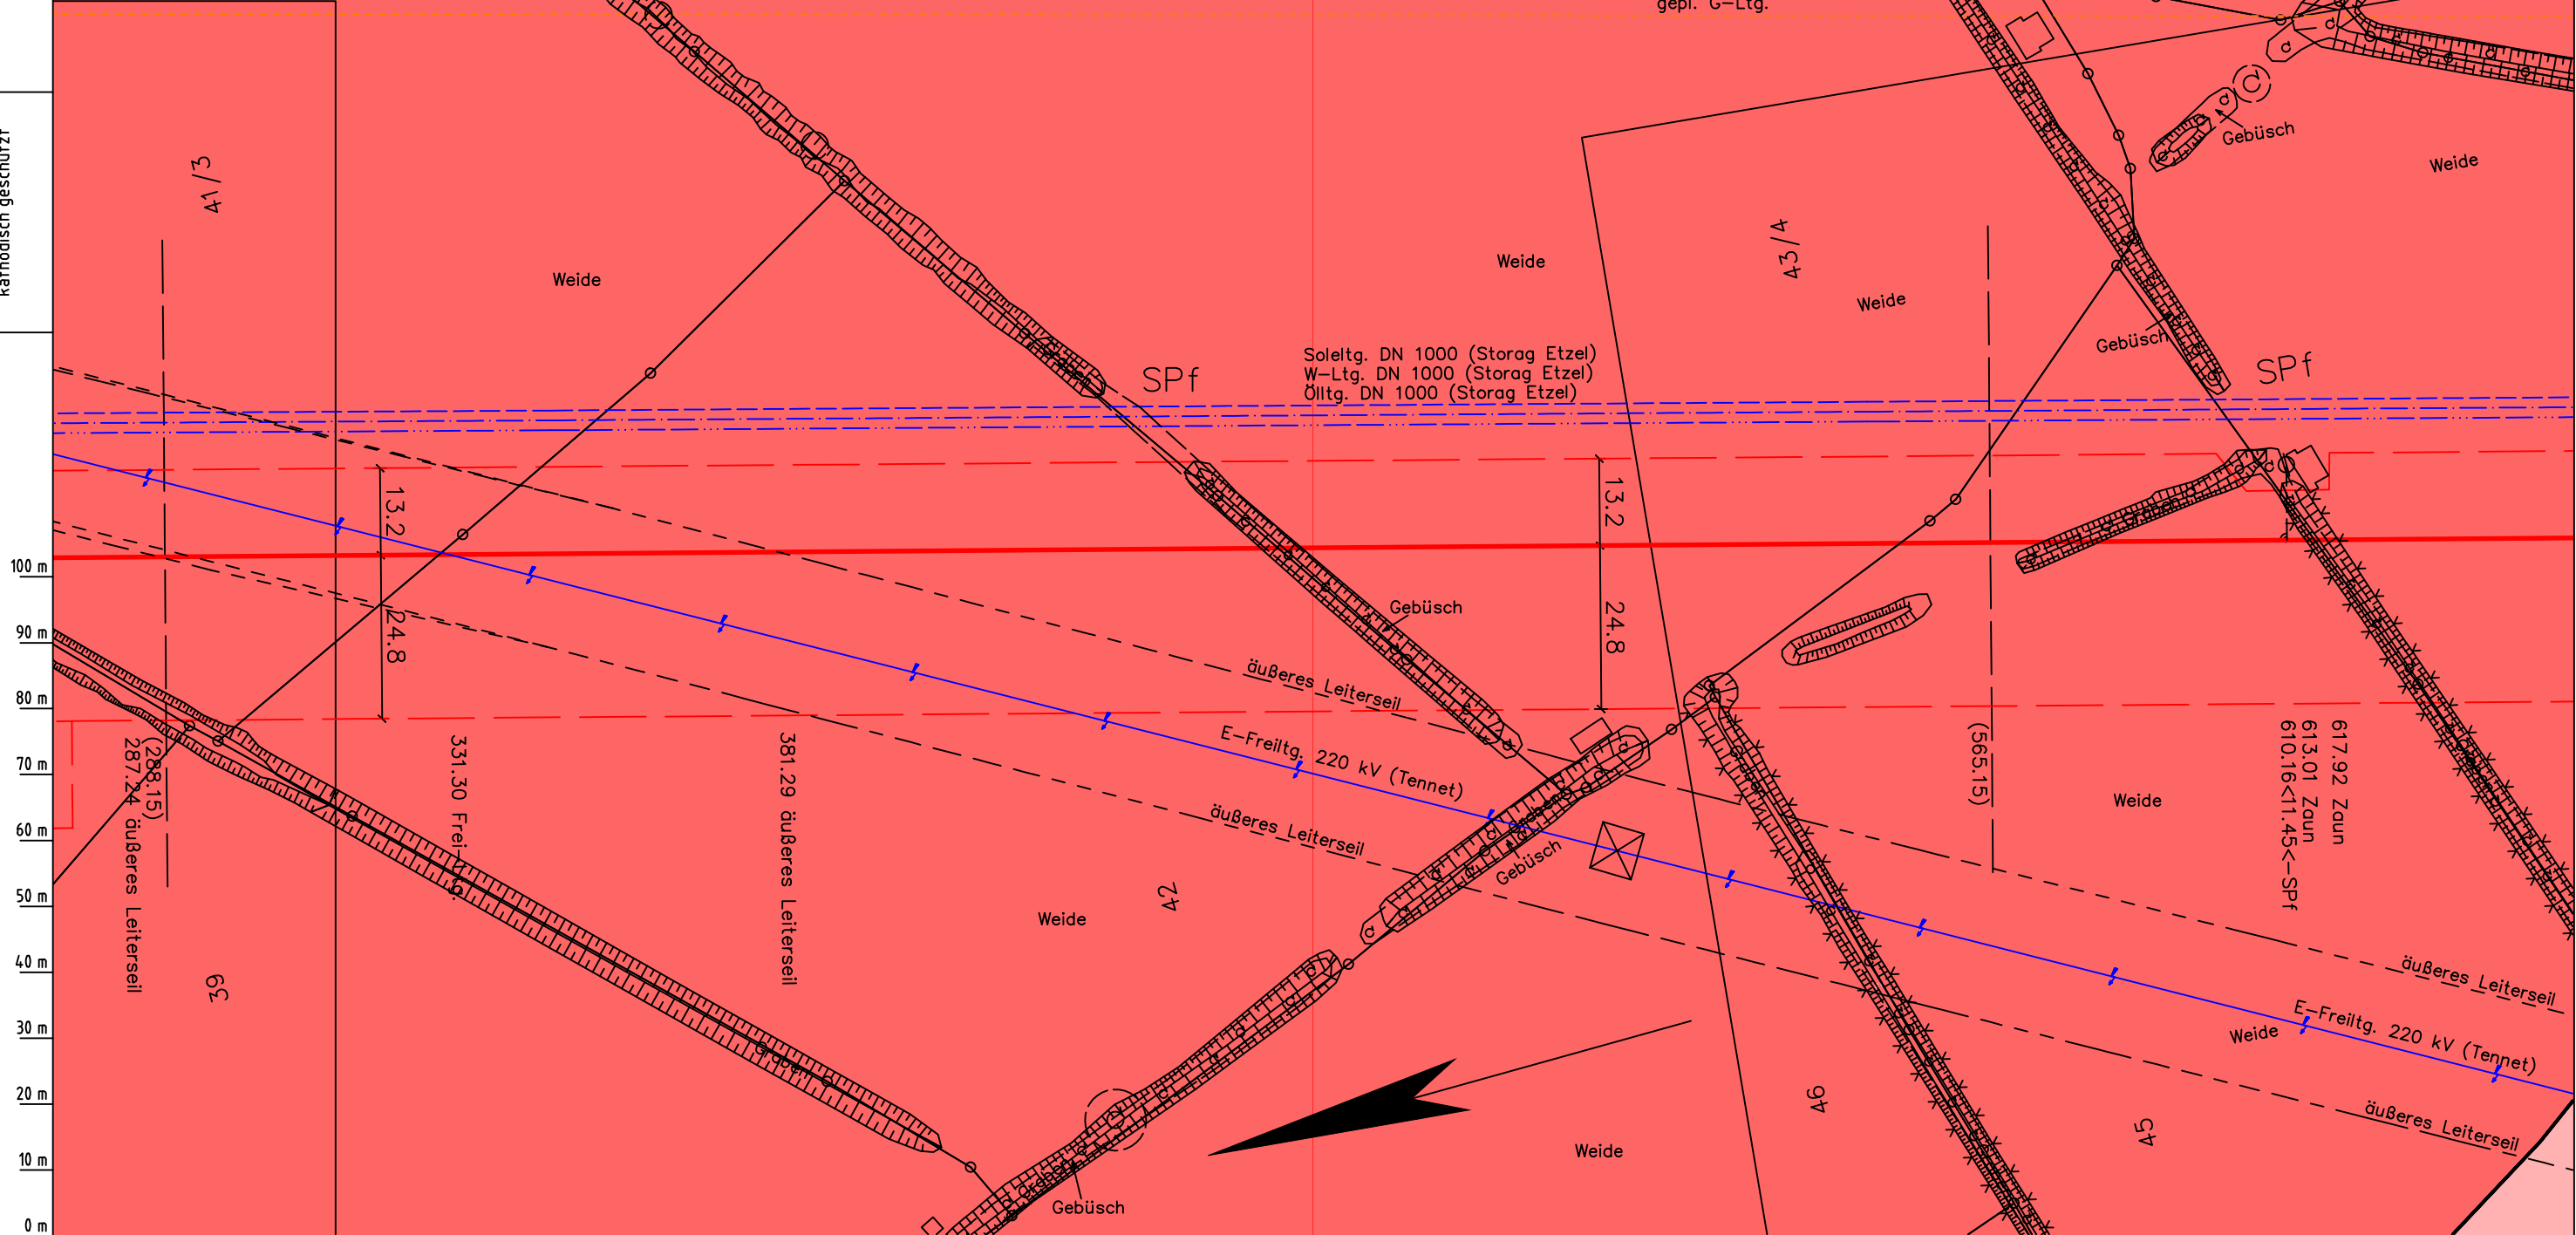 gepl. G-Ltg.
kathodisch geschützt
41/3
Gebüsch
Weide
43/4
Weide
Weide
Weide
Gebüsch
Soleltg. DN 1000 (Storag Etzel)
W-Ltg. DN 1000 (Storag Etzel)
Ölltg. DN 1000 (Storag Etzel)
SPf
SPf
13.2
13.2
24.8
24.8
100 m
90 m
80 m
70 m
60 m
50 m
40 m
30 m
20 m
10 m
0 m
Gebüsch
äußeres Leiterseil
E-Freiltg. 220 kV (Tennet)
äußeres Leiterseil
(288.15)
287.24 äußeres Leiterseil
331.30 Frei-Ltg.
381.29 äußeres Leiterseil
(565.15)
617.92 Zaun
613.01 Zaun
610.16<11.45<-SPf
Weide
Gebüsch
Graben
42
Weide
39
äußeres Leiterseil
E-Freiltg. 220 kV (Tennet)
Weide
äußeres Leiterseil
Graben
46
45
Weide
Graben
Gebüsch